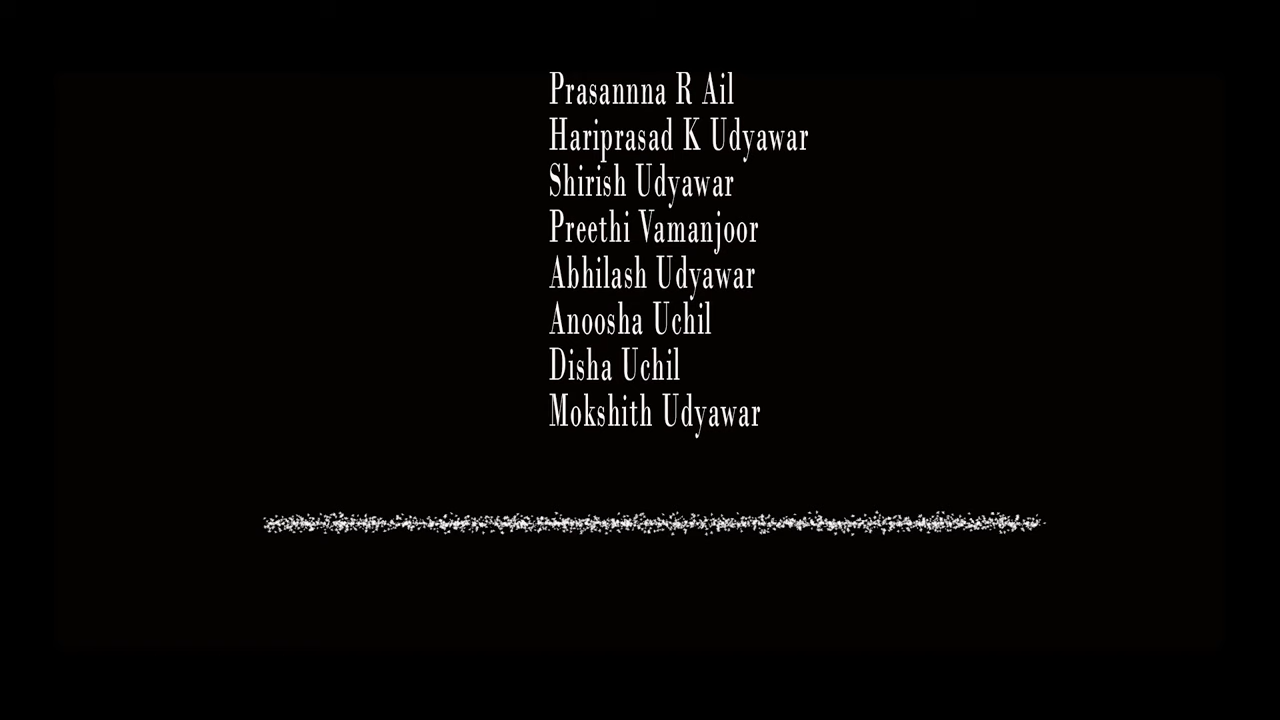 Prasannna R Ail
Hariprasad K Udyawar
Shirish Udyawar
Preethi Vamanjoor
Abhilash Udyawar
Anoosha Uchil
Disha Uchil
Mokshith Udyawar